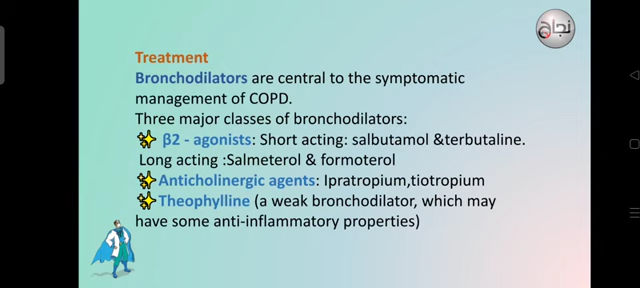 نجاح
Treatment
Bronchodilators are central to the symptomatic
management of COPD.
Three major classes of bronchodilators:
β2 - agonists: Short acting: salbutamol &terbutaline.
Long acting :Salmeterol & formoterol
Anticholinergic agents: Ipratropium,tiotropium
Theophylline (a weak bronchodilator, which may
have some anti-inflammatory properties)